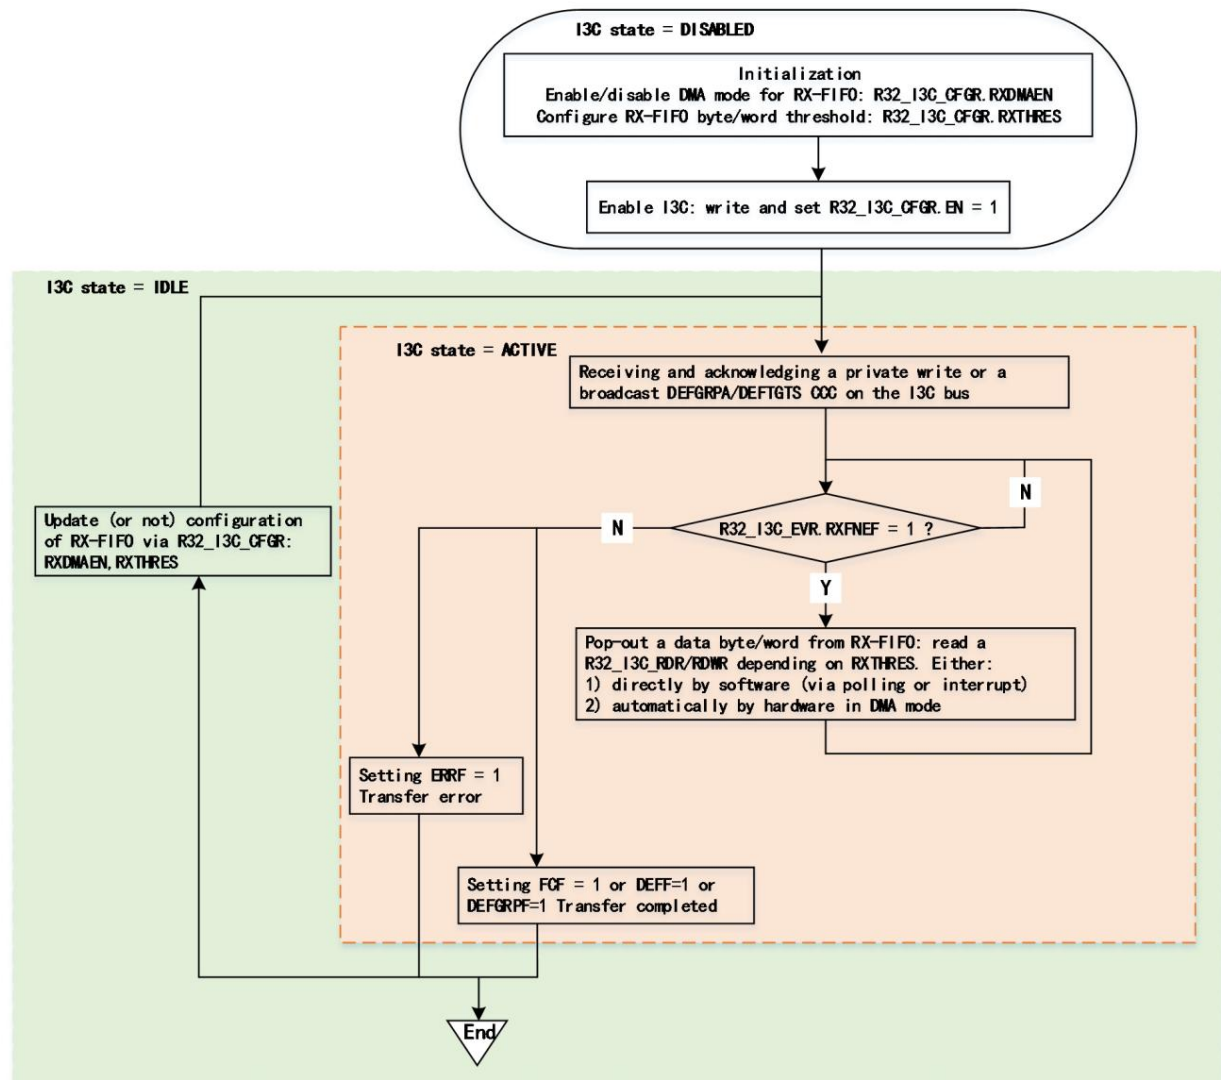 I3C state = DISABLED
Initialization
Enable/disable DMA mode for RX-FIFO: R32_I3C_CFGR.RXDMAEN
Configure RX-FIFO byte/word threshold: R32_I3C_CFGR.RXTHRES
Enable I3C: write and set R32_I3C_CFGR.EN = 1
I3C state = IDLE
I3C state = ACTIVE
Receiving and acknowledging a private write or a
broadcast DEFGRPA/DEFTGTS CCC on the I3C bus
N
Update (or not) configuration
of RX-FIFO via R32_I3C_CFGR:
RXDMAEN,RXTHRES
N
R32_I3C_EVR.RXFNEF = 1 ?
Y
Pop-out a data byte/word from RX-FIFO: read a
R32_I3C_RDR/RDWR depending on RXTHRES. Either:
1) directly by software (via polling or interrupt)
2) automatically by hardware in DMA mode
Setting ERRF = 1
Transfer error
Setting FCF = 1 or DEFF=1 or
DEFGRPF=1 Transfer completed
End